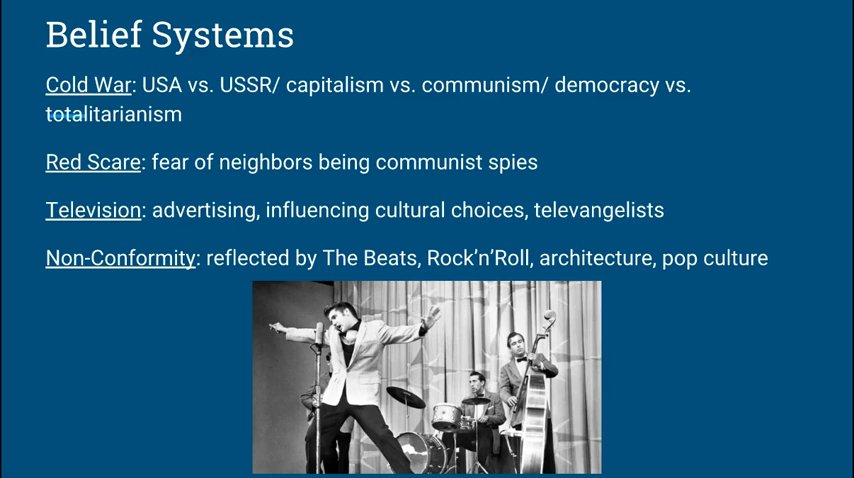 Belief Systems
Cold War: USA vs. USSR/ capitalism vs. communism/ democracy vs.
totalitarianism
Red Scare: fear of neighbors being communist spies
Television: advertising, influencing cultural choices, televangelists
Non-Conformity: reflected by The Beats, Rock’n’Roll, architecture, pop culture